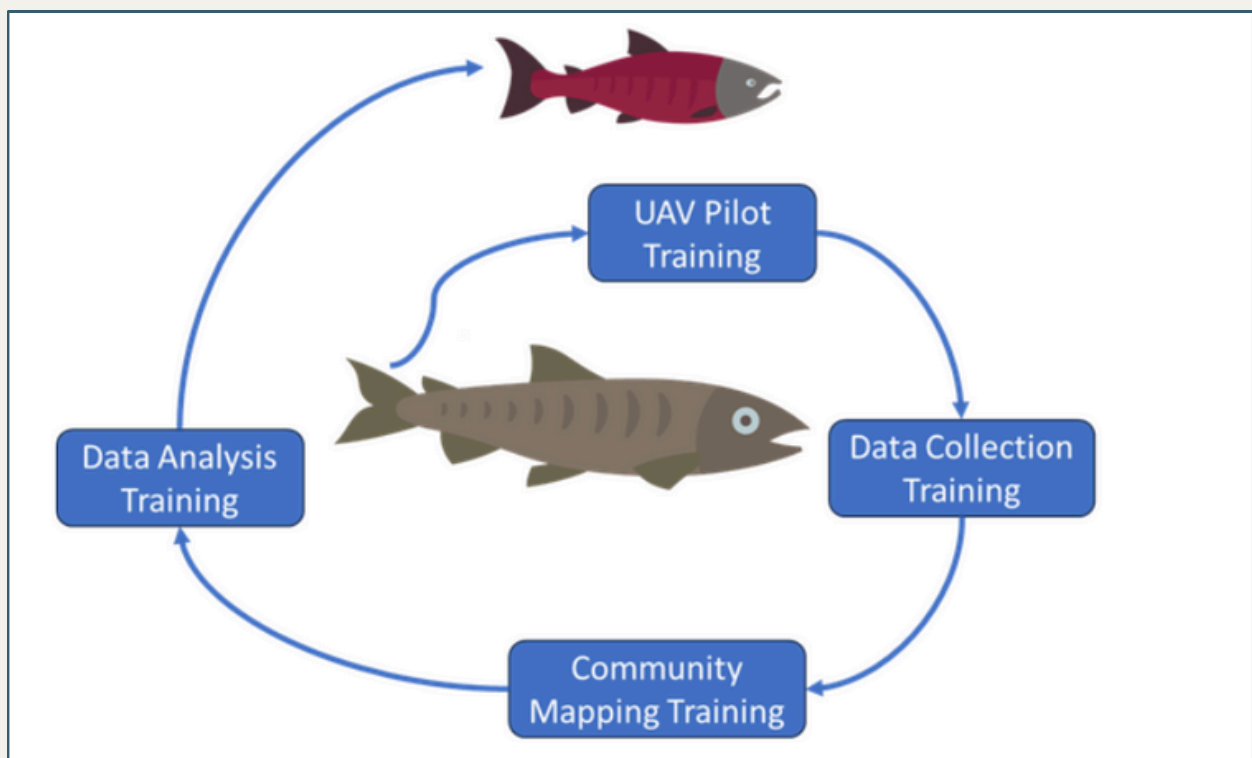 UAV Pilot
Training
Data Collection
Training
Community
Mapping Training
Data Analysis
Training